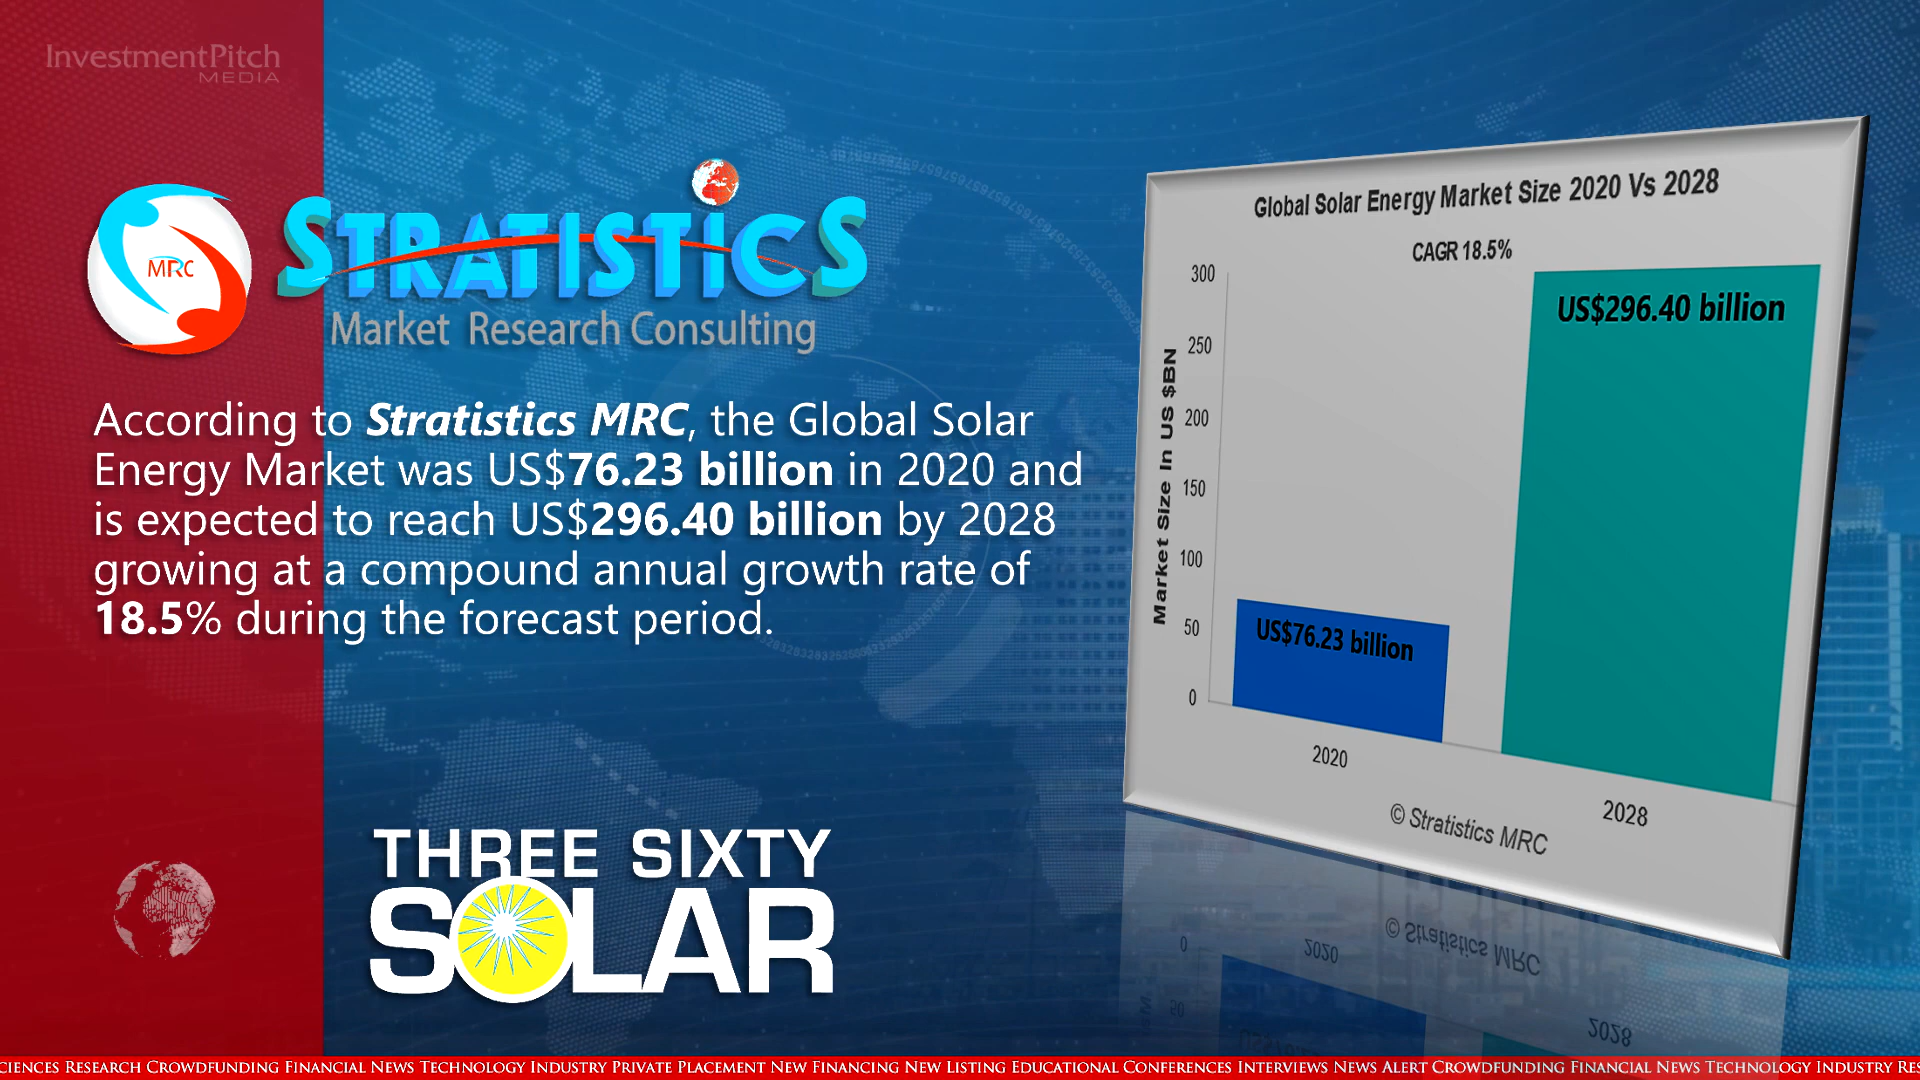 InvestmentPitch
MEDIA
MRC
STRATISTICS
Market Research Consulting
According to Stratistics MRC, the Global Solar
Energy Market was US$76.23 billion in 2020 and
is expected to reach US$296.40 billion by 2028
growing at a compound annual growth rate of
18.5% during the forecast period.
THREE SIXTY
SOLAR
Global Solar Energy Market Size 2020 Vs 2028
CAGR 18.5%
Market Size In US $BN
300
250
200
150
100
50
0
US$76.23 billion
US$296.40 billion
2020
2028
© Stratistics MRC
RESEARCH CROWDFUNDING FINANCIAL NEWS TECHNOLOGY INDUSTRY PRIVATE PLACEMENT NEW FINANCING NEW LISTING EDUCATIONAL CONFERENCES INTERVIEWS NEWS ALERT CROWDFUNDING FINANCIAL NEWS TECHNOLOGY INDUSTRY